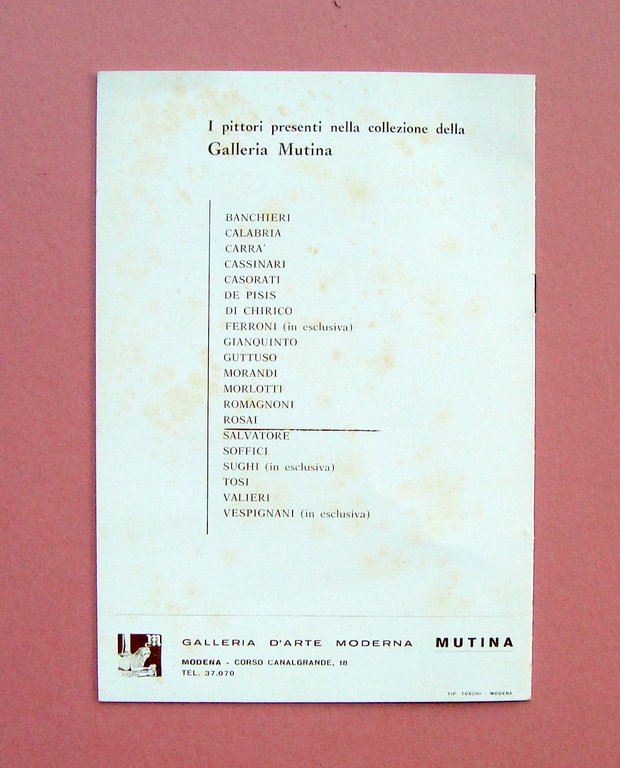 I pittori presenti nella collezione della
Galleria Mutina
BANCHIERI
CALABRIA
CARRA'
CASSINARI
CASORATI
DE PISIS
DI CHIRICO
FERRONI (in esclusiva)
GIANQUINTO
GUTTUSO
MORANDI
MORLOTTI
ROMAGNONI
ROSAI
SALVATORE
SOFFICI
SUGHI (in esclusiva)
TOSI
VALIERI
VESPIGNANI (in esclusiva)
GALLERIA D'ARTE MODERNA MUTINA
MODENA - CORSO CANALGRANDE, 18
TEL. 37.070
TIP. TOSCHI - MODENA